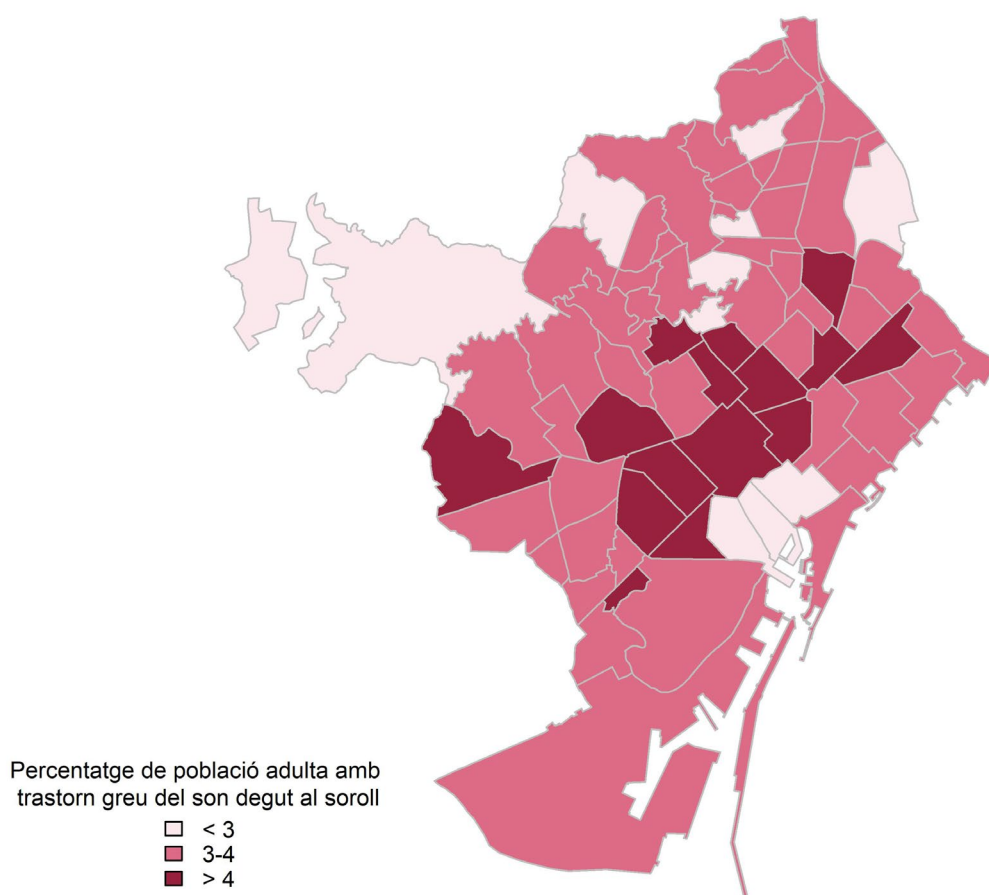 Percentatge de població adulta amb
trastorn greu del son degut al soroll
< 3
3-4
> 4